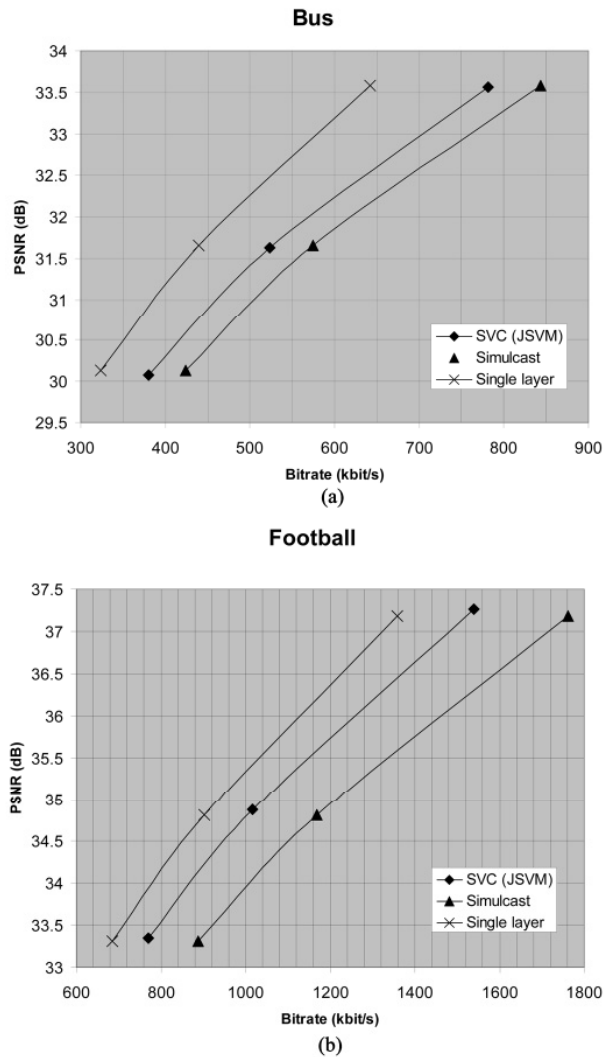 Bus
PSNR (dB)
34
33.5
33
32.5
32
31.5
31
30.5
30
29.5
SVC (JSVM)
Simulcast
Single layer
300 400 500 600 700 800 900
Bitrate (kbit/s)
(a)
Football
PSNR (dB)
37.5
37
36.5
36
35.5
35
34.5
34
33.5
33
SVC (JSVM)
Simulcast
Single layer
600 800 1000 1200 1400 1600 1800
Bitrate (kbit/s)
(b)